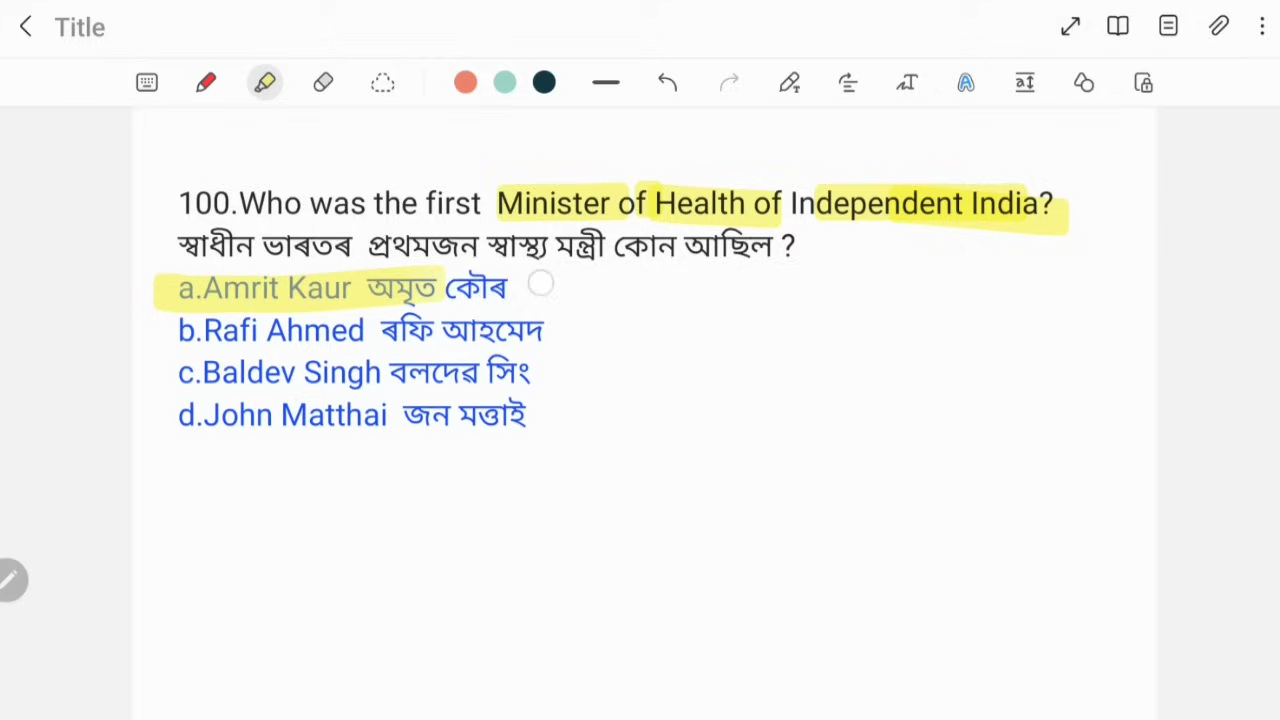 Title
100.Who was the first Minister of Health of Independent India?
স্বাধীন ভাৰতৰ প্ৰথমজন স্বাস্থ্য মন্ত্ৰী কোন আছিল ?
a.Amrit Kaur অমৃত কৌৰ
b.Rafi Ahmed ৰফি আহমেদ
c.Baldev Singh বলদেৱ সিং
d.John Matthai জন মত্তাই